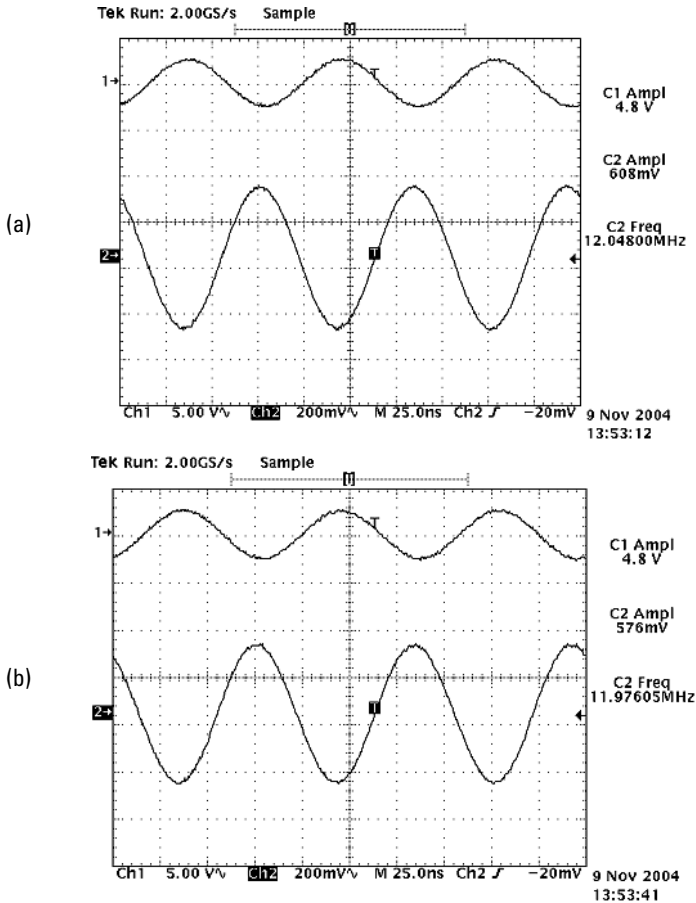 Tek Run: 2.00GS/s Sample
T
1→
T
C1 Ampl
4.8 V
C2 Ampl
608mV
(a)
C2 Freq
12.04800MHz
2→
T
Ch1 5.00 V∿ Ch2 200mV∿ M 25.0ns Ch2 ⌡ −20mV
9 Nov 2004
13:53:12
Tek Run: 2.00GS/s Sample
T
1→
T
C1 Ampl
4.8 V
C2 Ampl
576mV
(b)
C2 Freq
11.97605MHz
2→
T
Ch1 5.00 V∿ Ch2 200mV∿ M 25.0ns Ch2 ⌡ −20mV
9 Nov 2004
13:53:41